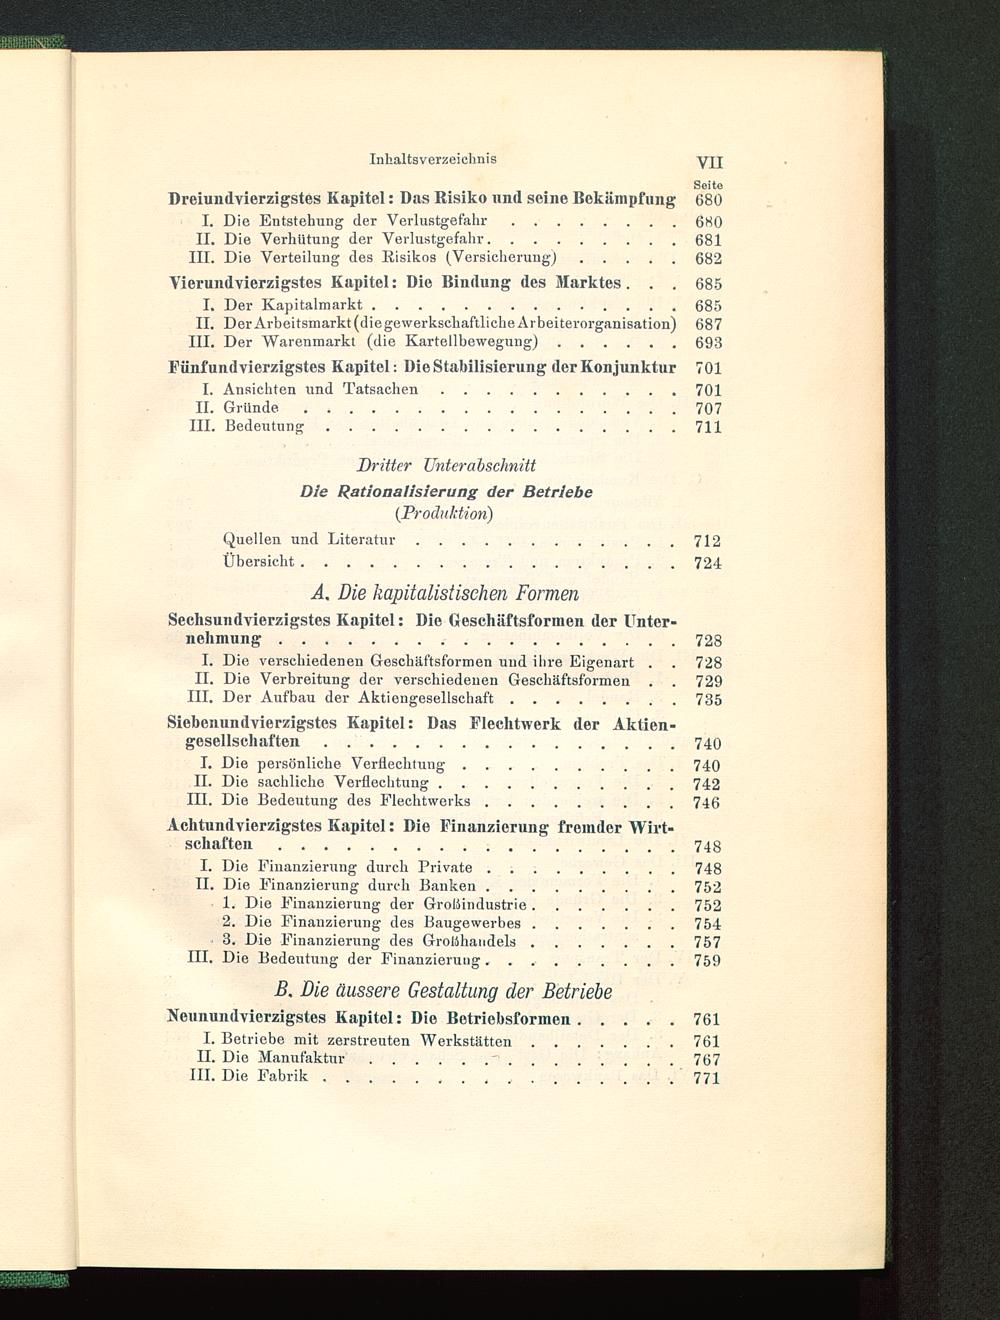 Inhaltsverzeichnis VII
Seite
Dreiundvierzigstes Kapitel: Das Risiko und seine Bekämpfung 680
I. Die Entstehung der Verlustgefahr . . . . . . . . 680
II. Die Verhütung der Verlustgefahr . . . . . . . . . 681
III. Die Verteilung des Risikos (Versicherung) . . . . . 682
Vierundvierzigstes Kapitel: Die Bindung des Marktes . . . 685
I. Der Kapitalmarkt . . . . . . . . . . . . . 685
II. Der Arbeitsmarkt (die gewerkschaftliche Arbeiterorganisation) 687
III. Der Warenmarkt (die Kartellbewegung) . . . . . . 693
Fünfundvierzigstes Kapitel: Die Stabilisierung der Konjunktur 701
I. Ansichten und Tatsachen . . . . . . . . . . . 701
II. Gründe . . . . . . . . . . . . . . . . 707
III. Bedeutung . . . . . . . . . . . . . . . 711
Dritter Unterabschnitt
Die Rationalisierung der Betriebe
(Produktion)
Quellen und Literatur . . . . . . . . . . . . 712
Übersicht . . . . . . . . . . . . . . . . . 724
A. Die kapitalistischen Formen
Sechsundvierzigstes Kapitel: Die Geschäftsformen der Unter-
nehmung . . . . . . . . . . . . . . . . . 728
I. Die verschiedenen Geschäftsformen und ihre Eigenart . . 728
II. Die Verbreitung der verschiedenen Geschäftsformen . . 729
III. Der Aufbau der Aktiengesellschaft . . . . . . . . 735
Siebenundvierzigstes Kapitel: Das Flechtwerk der Aktien-
gesellschaften . . . . . . . . . . . . . . . 740
I. Die persönliche Verflechtung . . . . . . . . . . 740
II. Die sachliche Verflechtung . . . . . . . . . . . 742
III. Die Bedeutung des Flechtwerks . . . . . . . . . 746
Achtundvierzigstes Kapitel: Die Finanzierung fremder Wirt-
schaften . . . . . . . . . . . . . . . . . 748
I. Die Finanzierung durch Private . . . . . . . . . 748
II. Die Finanzierung durch Banken . . . . . . . . . 752
1. Die Finanzierung der Großindustrie . . . . . . . 752
2. Die Finanzierung des Baugewerbes . . . . . . . 754
3. Die Finanzierung des Großhandels . . . . . . . 757
III. Die Bedeutung der Finanzierung . . . . . . . . . 759
B. Die äussere Gestaltung der Betriebe
Neunundvierzigstes Kapitel: Die Betriebsformen . . . . . 761
I. Betriebe mit zerstreuten Werkstätten . . . . . . . 761
II. Die Manufaktur . . . . . . . . . . . . . 767
III. Die Fabrik . . . . . . . . . . . . . . . . 771